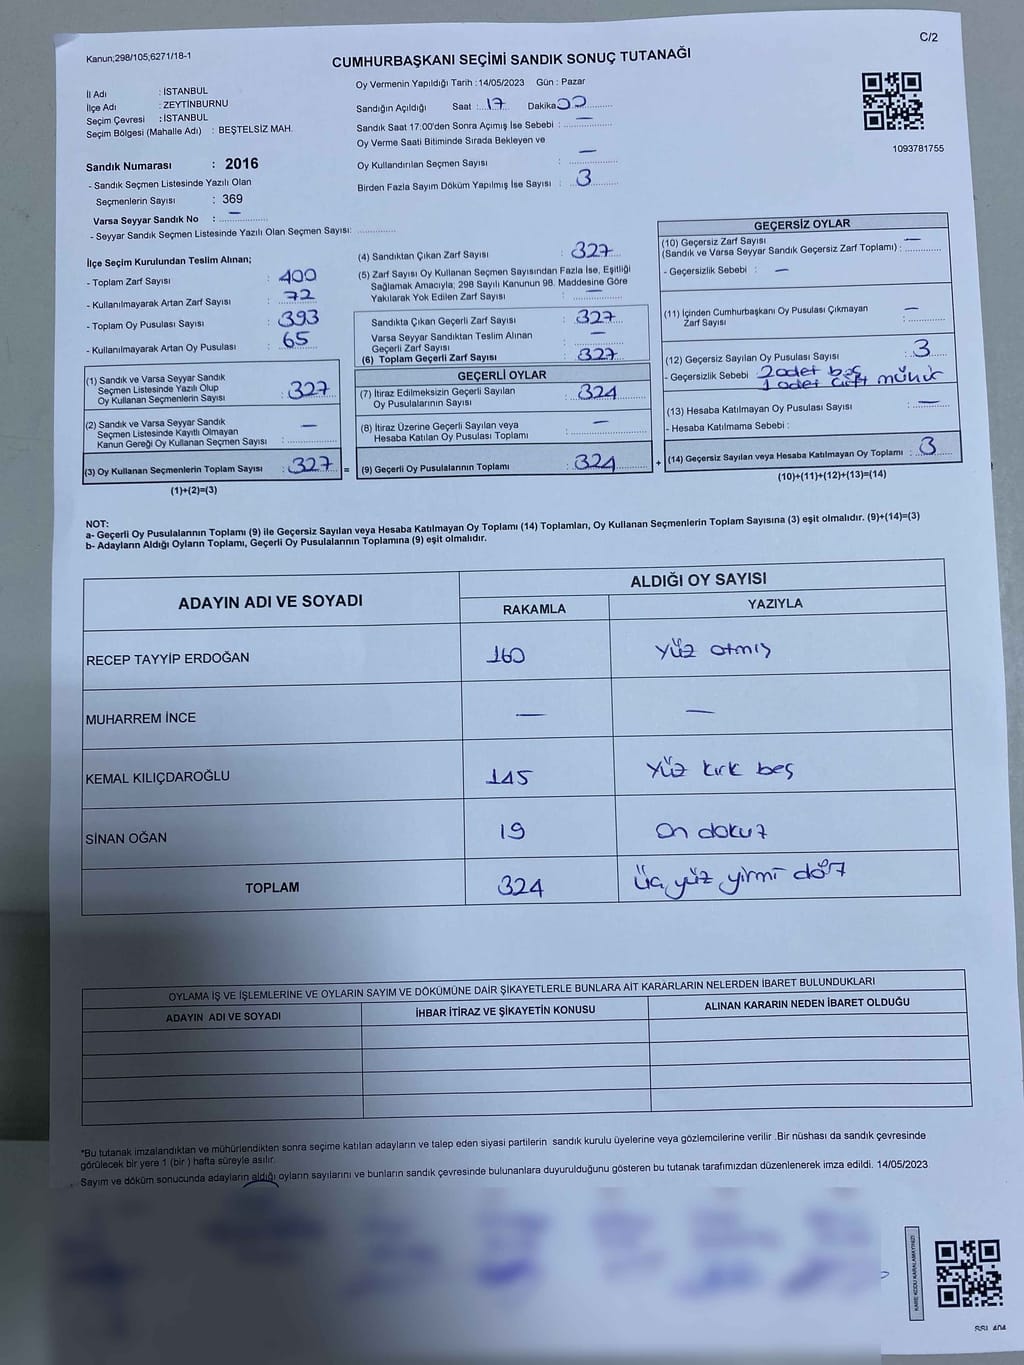 Kanun;298/105,6271/18-1
C/2
CUMHURBAŞKANI SEÇİMİ SANDIK SONUÇ TUTANAĞI
İl Adı : İSTANBUL
İlçe Adı : ZEYTİNBURNU
Seçim Çevresi : İSTANBUL
Seçim Bölgesi (Mahalle Adı) : BEŞTELSİZ MAH.
Sandık Numarası : 2016
- Sandık Seçmen Listesinde Yazılı Olan
Seçmenlerin Sayısı : 369
Varsa Seyyar Sandık No : —
- Seyyar Sandık Seçmen Listesinde Yazılı Olan Seçmen Sayısı:
Oy Vermenin Yapıldığı Tarih : 14/05/2023 Gün : Pazar
Sandığın Açıldığı Saat : 17 Dakika 00
Sandık Saat 17:00'den Sonra Açımış İse Sebebi : —
Oy Verme Saati Bitiminde Sırada Bekleyen ve
Oy Kullandırılan Seçmen Sayısı : —
Birden Fazla Sayım Döküm Yapılmış İse Sayısı : 3
1093781755
İlçe Seçim Kurulundan Teslim Alınan;
- Toplam Zarf Sayısı : 400
- Kullanılmayarak Artan Zarf Sayısı : 72
- Toplam Oy Pusulası Sayısı : 393
- Kullanılmayarak Artan Oy Pusulası : 65
(1) Sandık ve Varsa Seyyar Sandık
Seçmen Listesinde Yazılı Olup
Oy Kullanan Seçmenlerin Sayısı : 327
(2) Sandık ve Varsa Seyyar Sandık
Seçmen Listesinde Kayıtlı Olmayan
Kanun Gereği Oy Kullanan Seçmen Sayısı : —
(3) Oy Kullanan Seçmenlerin Toplam Sayısı : 327 =
(1)+(2)=(3)
(4) Sandıktan Çıkan Zarf Sayısı : 327
(5) Zarf Sayısı Oy Kullanan Seçmen Sayısından Fazla İse, Eşitliği
Sağlamak Amacıyla; 298 Sayılı Kanunun 98. Maddesine Göre
Yakılarak Yok Edilen Zarf Sayısı : —
Sandıkta Çıkan Geçerli Zarf Sayısı : 327
Varsa Seyyar Sandıktan Teslim Alınan
Geçerli Zarf Sayısı : —
(6) Toplam Geçerli Zarf Sayısı : 327
GEÇERLİ OYLAR
(7) İtiraz Edilmeksizin Geçerli Sayılan
Oy Pusulalarının Sayısı : 324
(8) İtiraz Üzerine Geçerli Sayılan veya
Hesaba Katılan Oy Pusulası Toplamı : —
(9) Geçerli Oy Pusulalarının Toplamı : 324 +
GEÇERSİZ OYLAR
(10) Geçersiz Zarf Sayısı
(Sandık ve Varsa Seyyar Sandık Geçersiz Zarf Toplamı) : —
- Geçersizlik Sebebi : —
(11) İçinden Cumhurbaşkanı Oy Pusulası Çıkmayan
Zarf Sayısı : —
(12) Geçersiz Sayılan Oy Pusulası Sayısı : 3
- Geçersizlik Sebebi 2 adet boş
1 adet çift mühür
(13) Hesaba Katılmayan Oy Pusulası Sayısı : —
- Hesaba Katılmama Sebebi :
(14) Geçersiz Sayılan veya Hesaba Katılmayan Oy Toplamı : 3
(10)+(11)+(12)+(13)=(14)
NOT:
a- Geçerli Oy Pusulalarının Toplamı (9) ile Geçersiz Sayılan veya Hesaba Katılmayan Oy Toplamı (14) Toplamları, Oy Kullanan Seçmenlerin Toplam Sayısına (3) eşit olmalıdır. (9)+(14)=(3)
b- Adayların Aldığı Oyların Toplamı, Geçerli Oy Pusulalarının Toplamına (9) eşit olmalıdır.
ADAYIN ADI VE SOYADI ALDIĞI OY SAYISI
RAKAMLA YAZIYLA
RECEP TAYYİP ERDOĞAN 160 yüz otmış
MUHARREM İNCE — —
KEMAL KILIÇDAROĞLU 145 yüz kırk beş
SİNAN OĞAN 19 on dokuz
TOPLAM 324 üç yüz yirmi dört
OYLAMA İŞ VE İŞLEMLERİNE VE OYLARIN SAYIM VE DÖKÜMÜNE DAİR ŞİKAYETLERLE BUNLARA AİT KARARLARIN NELERDEN İBARET BULUNDUKLARI
ADAYIN ADI VE SOYADI İHBAR İTİRAZ VE ŞİKAYETİN KONUSU ALINAN KARARIN NEDEN İBARET OLDUĞU
*Bu tutanak imzalandıktan ve mühürlendikten sonra seçime katılan adayların ve talep eden siyasi partilerin sandık kurulu üyelerine veya gözlemcilerine verilir .Bir nüshası da sandık çevresinde
görülecek bir yere 1 (bir ) hafta süreyle asılır.
Sayım ve döküm sonucunda adayların aldığı oyların sayılarını ve bunların sandık çevresinde bulunanlara duyurulduğunu gösteren bu tutanak tarafımızdan düzenlenerek imza edildi. 14/05/2023
KARE KODU KARALAMAYINIZ!